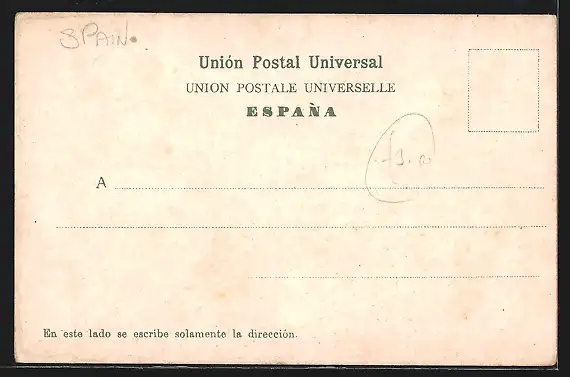 SPAIN.
Unión Postal Universal
UNION POSTALE UNIVERSELLE
ESPAÑA
A
En este lado se escribe solamente la dirección.